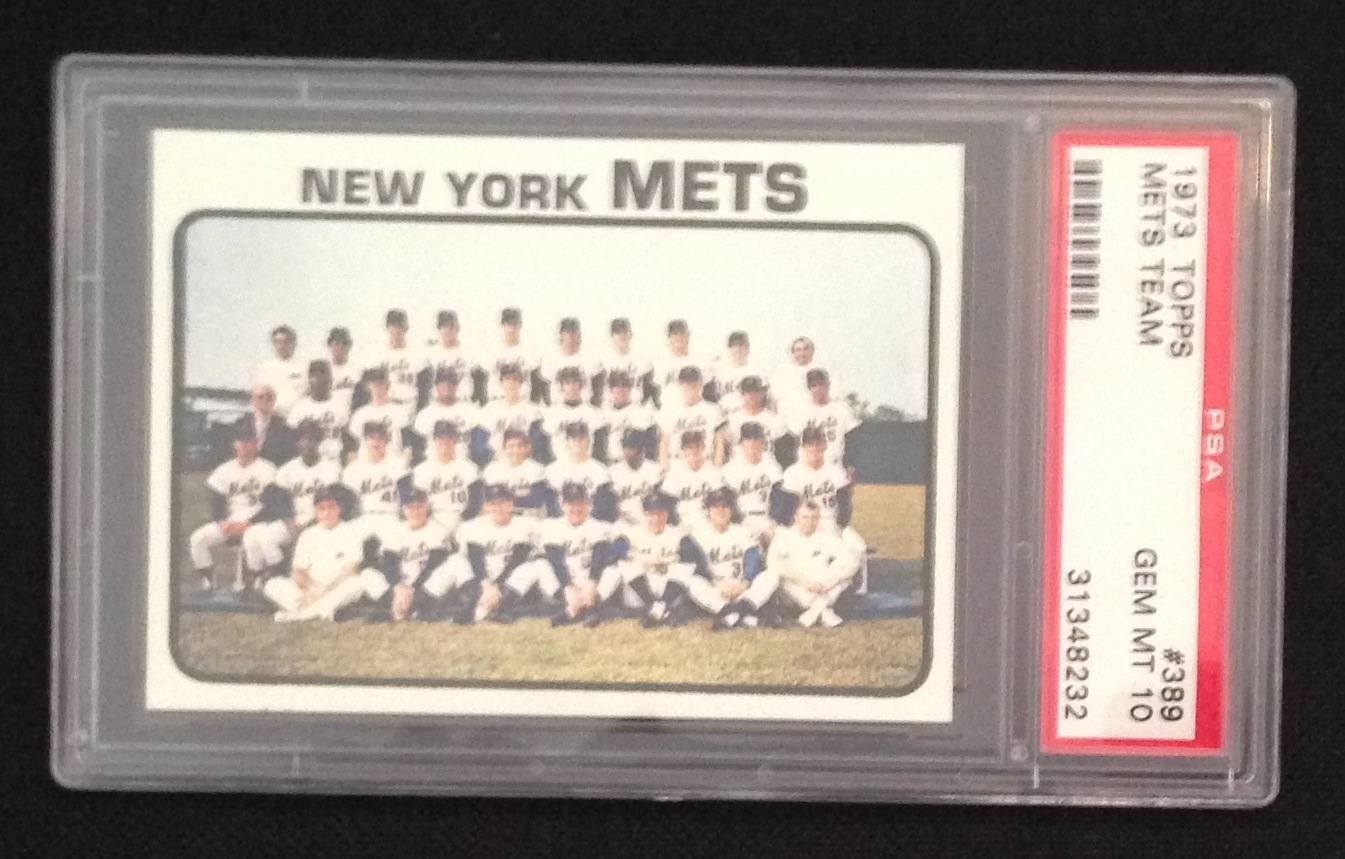 NEW YORK METS
PSA
1973 TOPPS #389
METS TEAM GEM MT 10
31348232